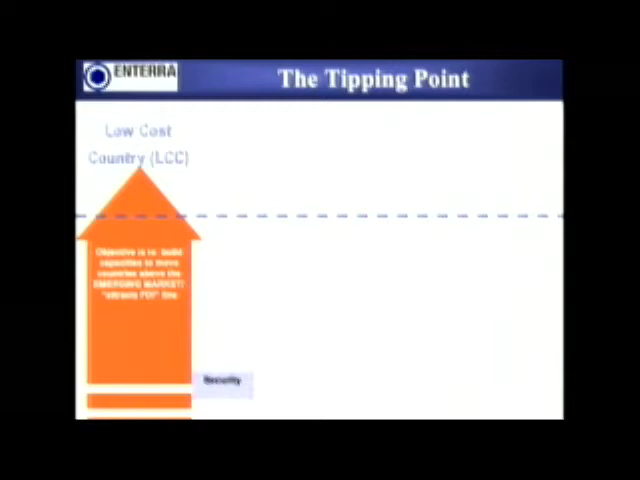 ENTERRA
The Tipping Point
Low Cost
Country (LCC)
Objective is to build
capacities to move
countries above the
EMERGING MARKET/
"attracts FDI" line
Security